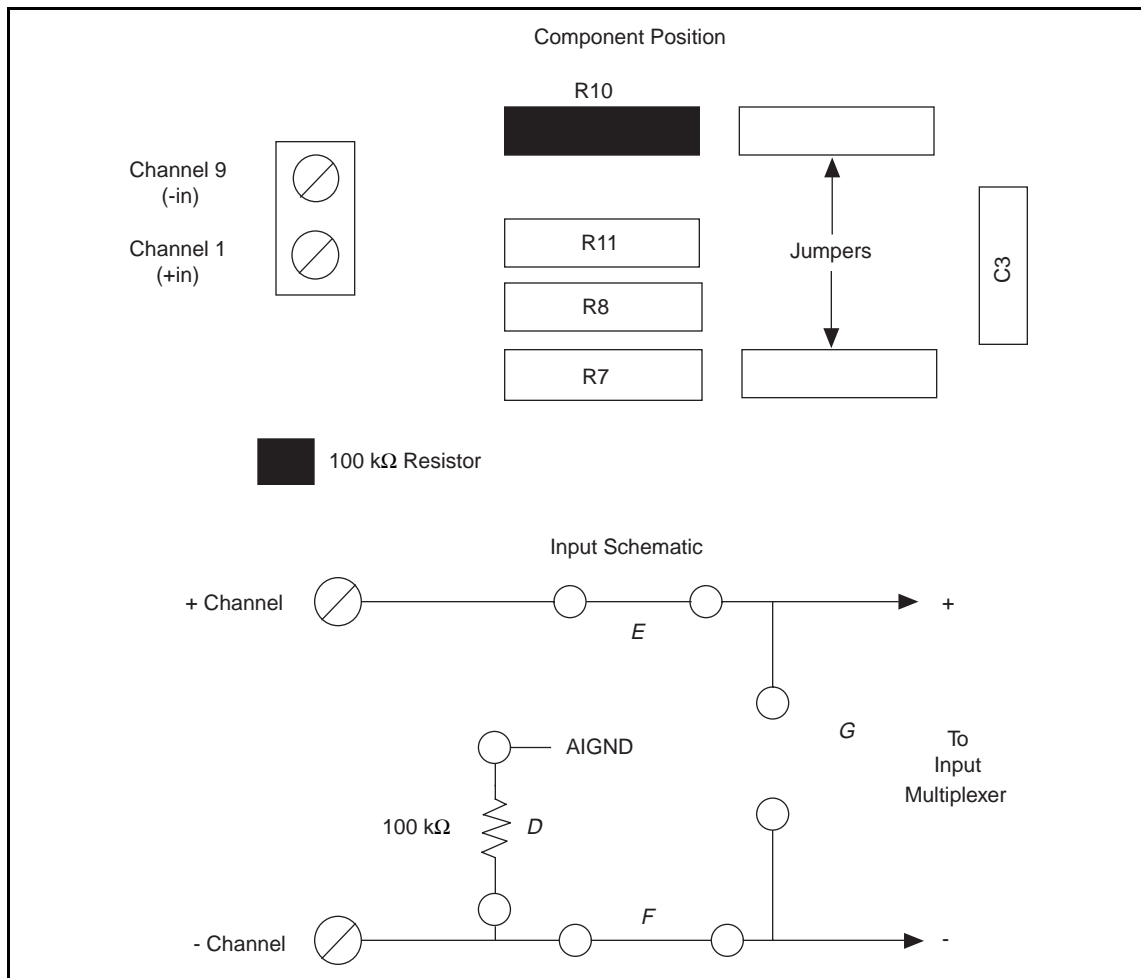 Component Position
R10
Channel 9
(-in)
Channel 1
(+in)
R11
R8
R7
Jumpers
C3
100 kΩ Resistor
Input Schematic
+ Channel
E
+
G
AIGND
To
Input
Multiplexer
100 kΩ
D
F
- Channel
-